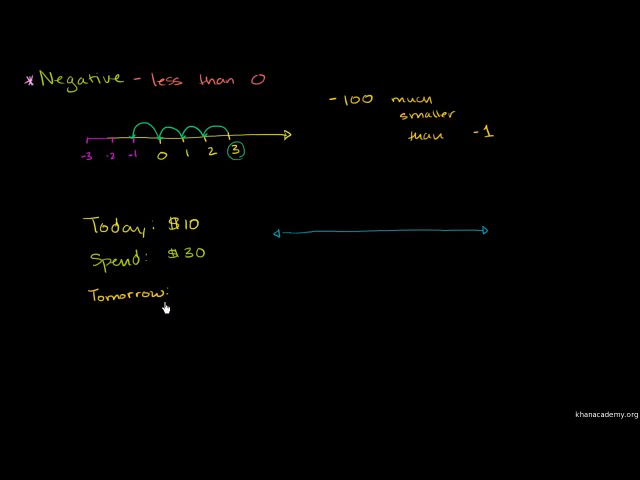 * Negative - less than 0
-100 much
smaller
than -1
-3 -2 -1 0 1 2 3
Today: $10
Spend: $30
Tomorrow:
khanacademy.org